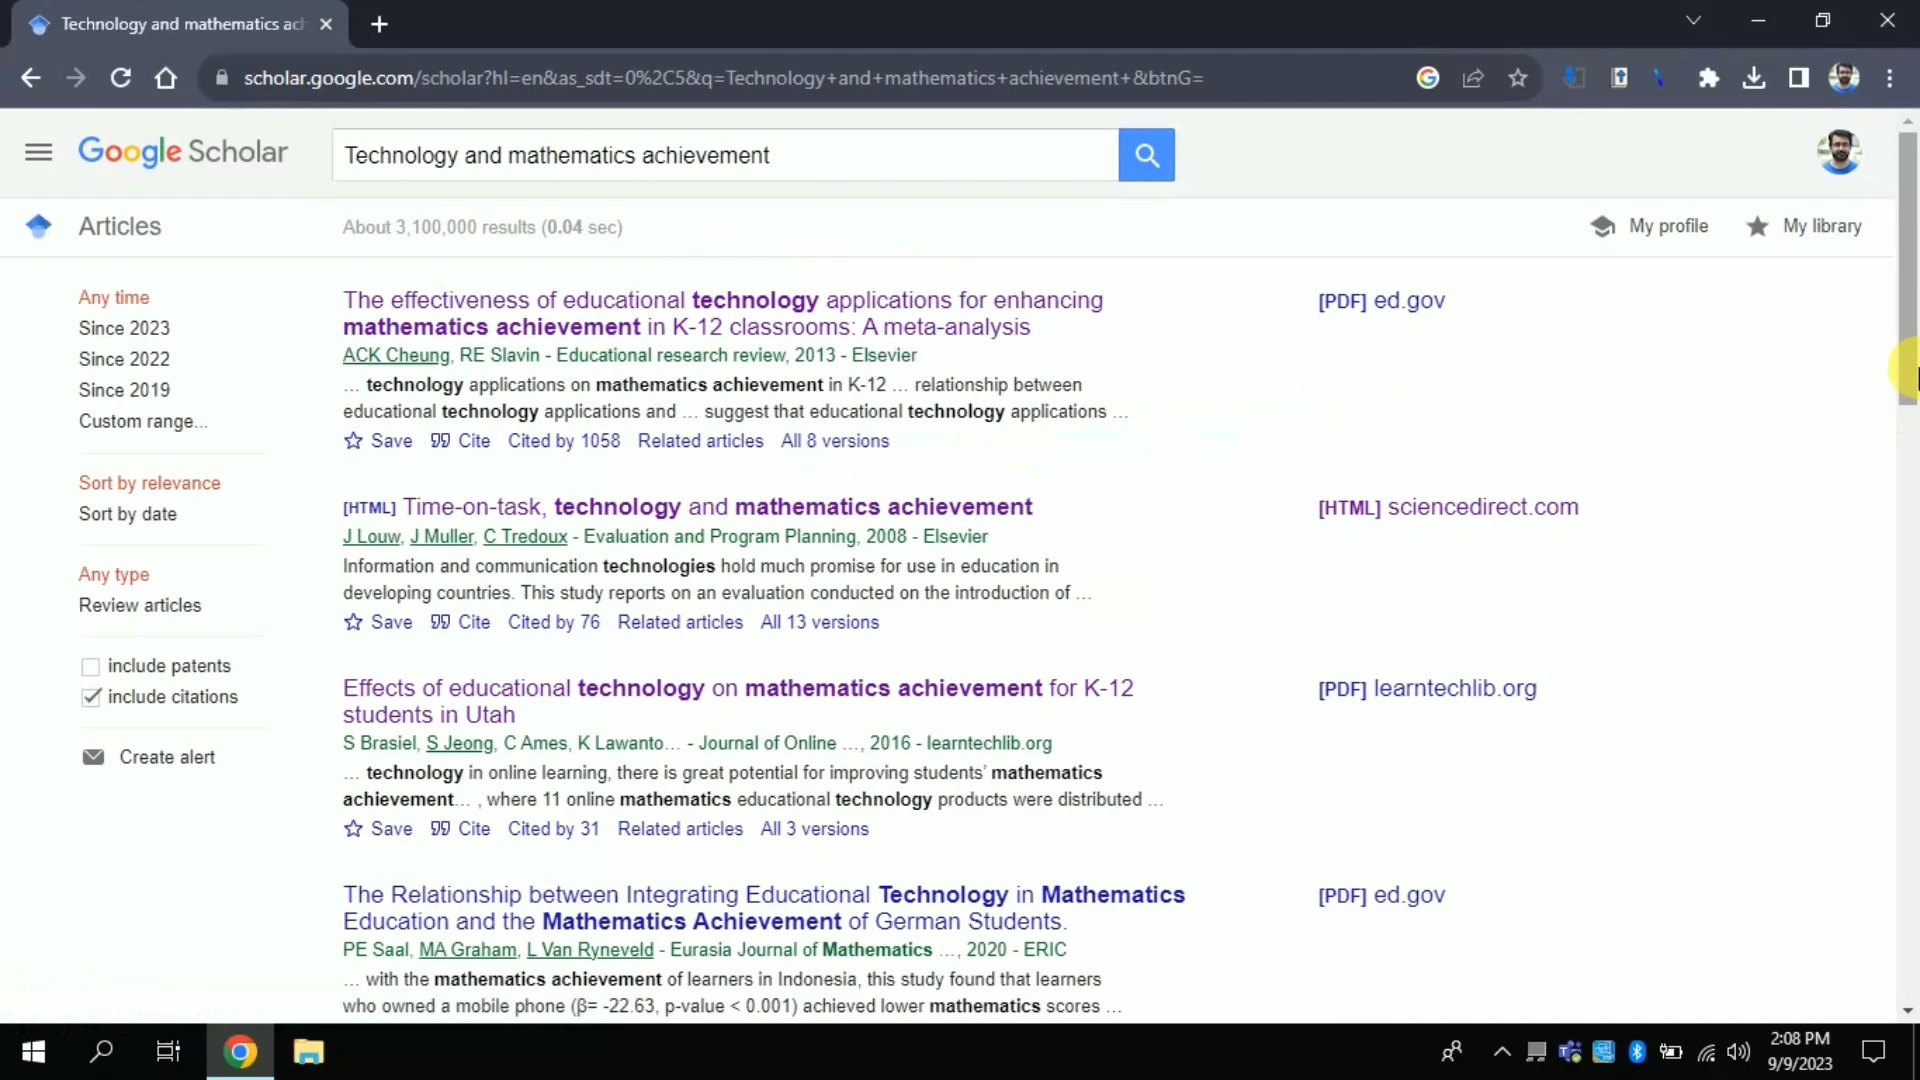 Technology and mathematics ac
scholar.google.com/scholar?hl=en&as_sdt=0%2C5&q=Technology+and+mathematics+achievement+&btnG=
Google Scholar
Technology and mathematics achievement
Articles
About 3,100,000 results (0.04 sec)
My profile
My library
Any time
Since 2023
Since 2022
Since 2019
Custom range...
Sort by relevance
Sort by date
Any type
Review articles
include patents
include citations
Create alert
The effectiveness of educational technology applications for enhancing
mathematics achievement in K-12 classrooms: A meta-analysis
ACK Cheung, RE Slavin - Educational research review, 2013 - Elsevier
… technology applications on mathematics achievement in K-12 … relationship between
educational technology applications and … suggest that educational technology applications …
Save Cite Cited by 1058 Related articles All 8 versions
[PDF] ed.gov
[HTML] Time-on-task, technology and mathematics achievement
J Louw, J Muller, C Tredoux - Evaluation and Program Planning, 2008 - Elsevier
Information and communication technologies hold much promise for use in education in
developing countries. This study reports on an evaluation conducted on the introduction of …
Save Cite Cited by 76 Related articles All 13 versions
[HTML] sciencedirect.com
Effects of educational technology on mathematics achievement for K-12
students in Utah
S Brasiel, S Jeong, C Ames, K Lawanto… - Journal of Online …, 2016 - learntechlib.org
… technology in online learning, there is great potential for improving students’ mathematics
achievement… , where 11 online mathematics educational technology products were distributed …
Save Cite Cited by 31 Related articles All 3 versions
[PDF] learntechlib.org
The Relationship between Integrating Educational Technology in Mathematics
Education and the Mathematics Achievement of German Students.
PE Saal, MA Graham, L Van Ryneveld - Eurasia Journal of Mathematics …, 2020 - ERIC
… with the mathematics achievement of learners in Indonesia, this study found that learners
who owned a mobile phone (β= -22.63, p-value < 0.001) achieved lower mathematics scores …
[PDF] ed.gov
2:08 PM
9/9/2023